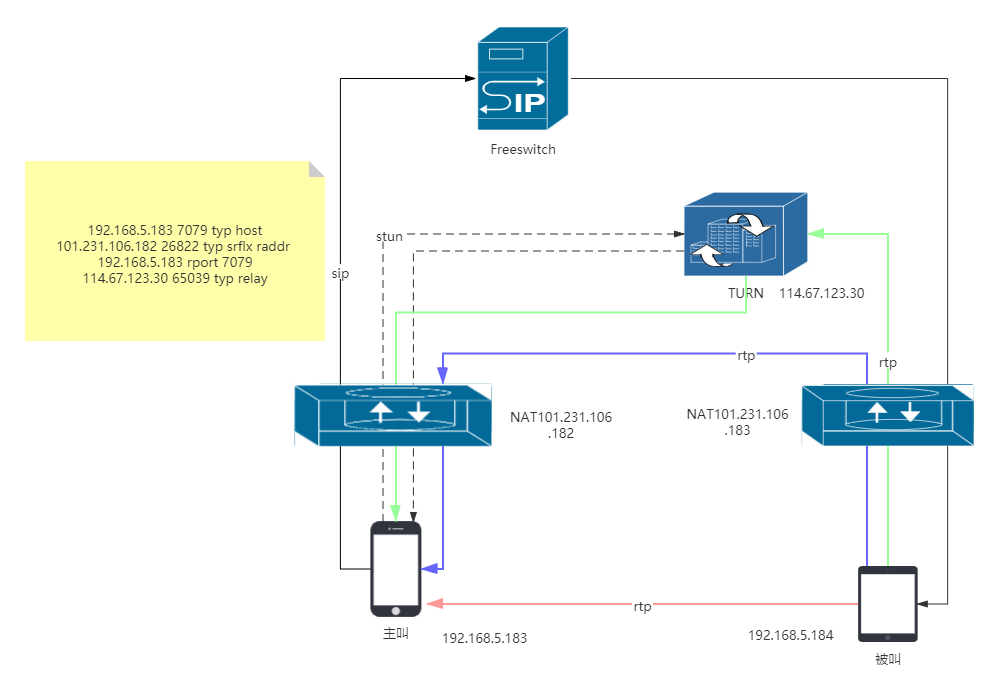 SIP
Freeswitch
192.168.5.183 7079 typ host
101.231.106.182 26822 typ srflx raddr
192.168.5.183 rport 7079
114.67.123.30 65039 typ relay
stun
sip
TURN 114.67.123.30
rtp
rtp
NAT101.231.106
.182
NAT101.231.106
.183
rtp
主叫
192.168.5.183
192.168.5.184
被叫